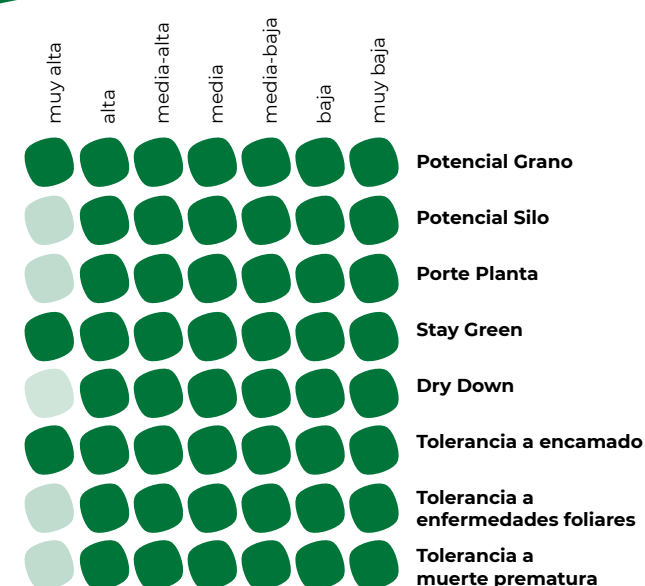 muy alta
alta
media-alta
media
media-baja
baja
muy baja
Potencial Grano
Potencial Silo
Porte Planta
Stay Green
Dry Down
Tolerancia a encamado
Tolerancia a
enfermedades foliares
Tolerancia a
muerte prematura